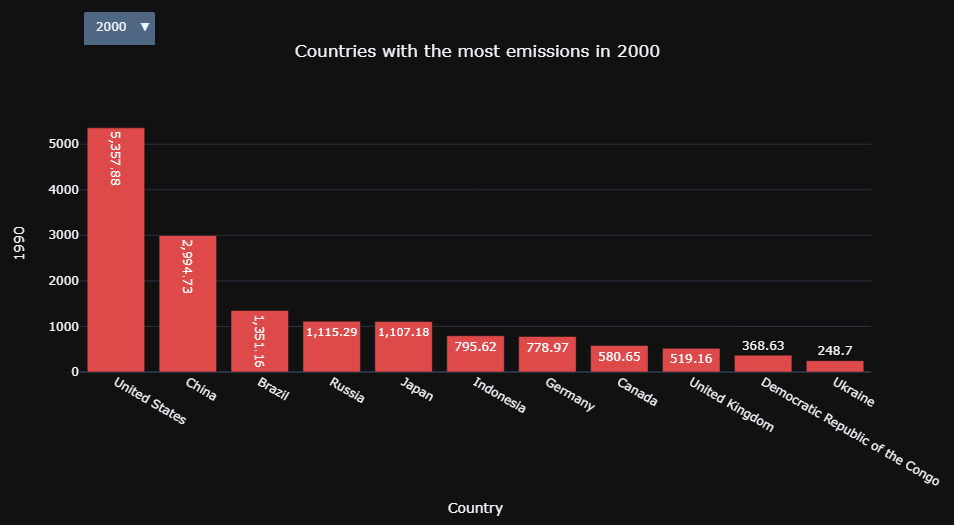 2000 ▼
Countries with the most emissions in 2000
1990
5000
4000
3000
2000
1000
0
5,357.88
2,994.73
1,351.16
1,115.29
1,107.18
795.62
778.97
580.65
519.16
368.63
248.7
United States
China
Brazil
Russia
Japan
Indonesia
Germany
Canada
United Kingdom
Democratic Republic of the Congo
Ukraine
Country